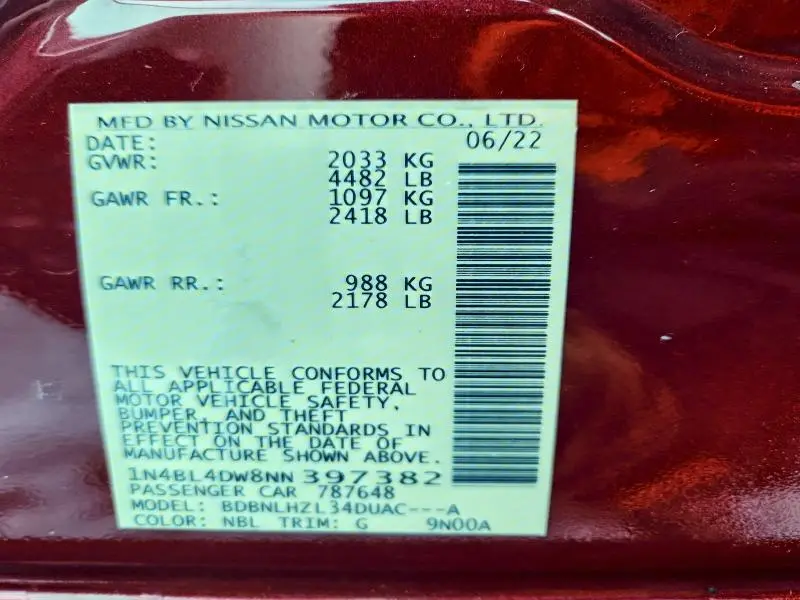 MFD BY NISSAN MOTOR CO., LTD.
DATE: 06/22
GVWR: 2033 KG
4482 LB
GAWR FR.: 1097 KG
2418 LB
GAWR RR.: 988 KG
2178 LB
THIS VEHICLE CONFORMS TO
ALL APPLICABLE FEDERAL
MOTOR VEHICLE SAFETY,
BUMPER, AND THEFT
PREVENTION STANDARDS IN
EFFECT ON THE DATE OF
MANUFACTURE SHOWN ABOVE.
1N4BL4DW8NN 397382
PASSENGER CAR 787648
MODEL: BDBNLHZL34DUAC---A
COLOR: NBL TRIM: G 9N00A